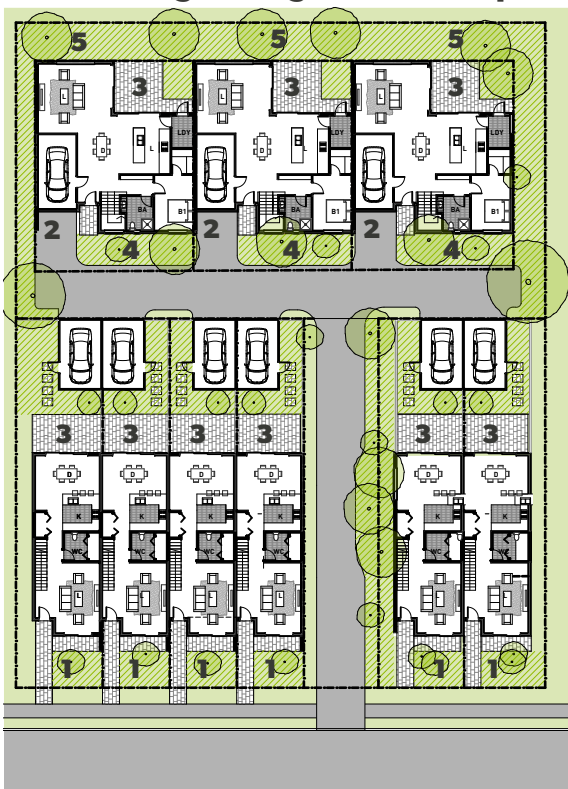 5 5 5
3 3 3
L L L
LDY LDY LDY
D L D L D L
BA BA BA
B1 B1 B1
2 2 2
4 4 4
3 3 3 3 3 3
D D D D D D
K K K K K K
WC WC WC WC WC WC
L L L L L L
1 1 1 1 1 1